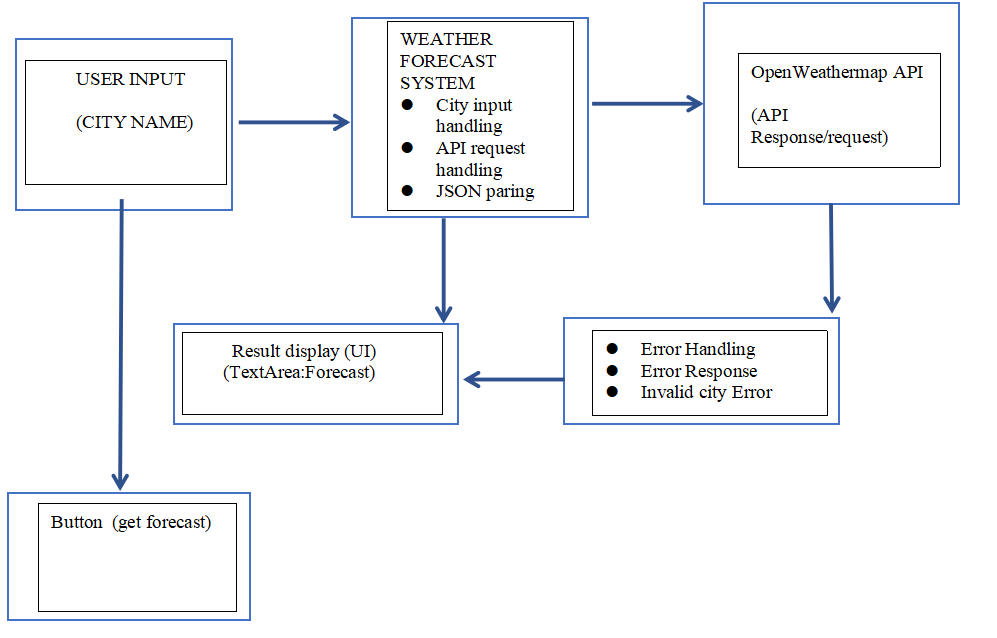 USER INPUT
(CITY NAME)
WEATHER
FORECAST
SYSTEM
● City input
handling
● API request
handling
● JSON paring
OpenWeathermap API
(API
Response/request)
Result display (UI)
(TextArea:Forecast)
● Error Handling
● Error Response
● Invalid city Error
Button (get forecast)